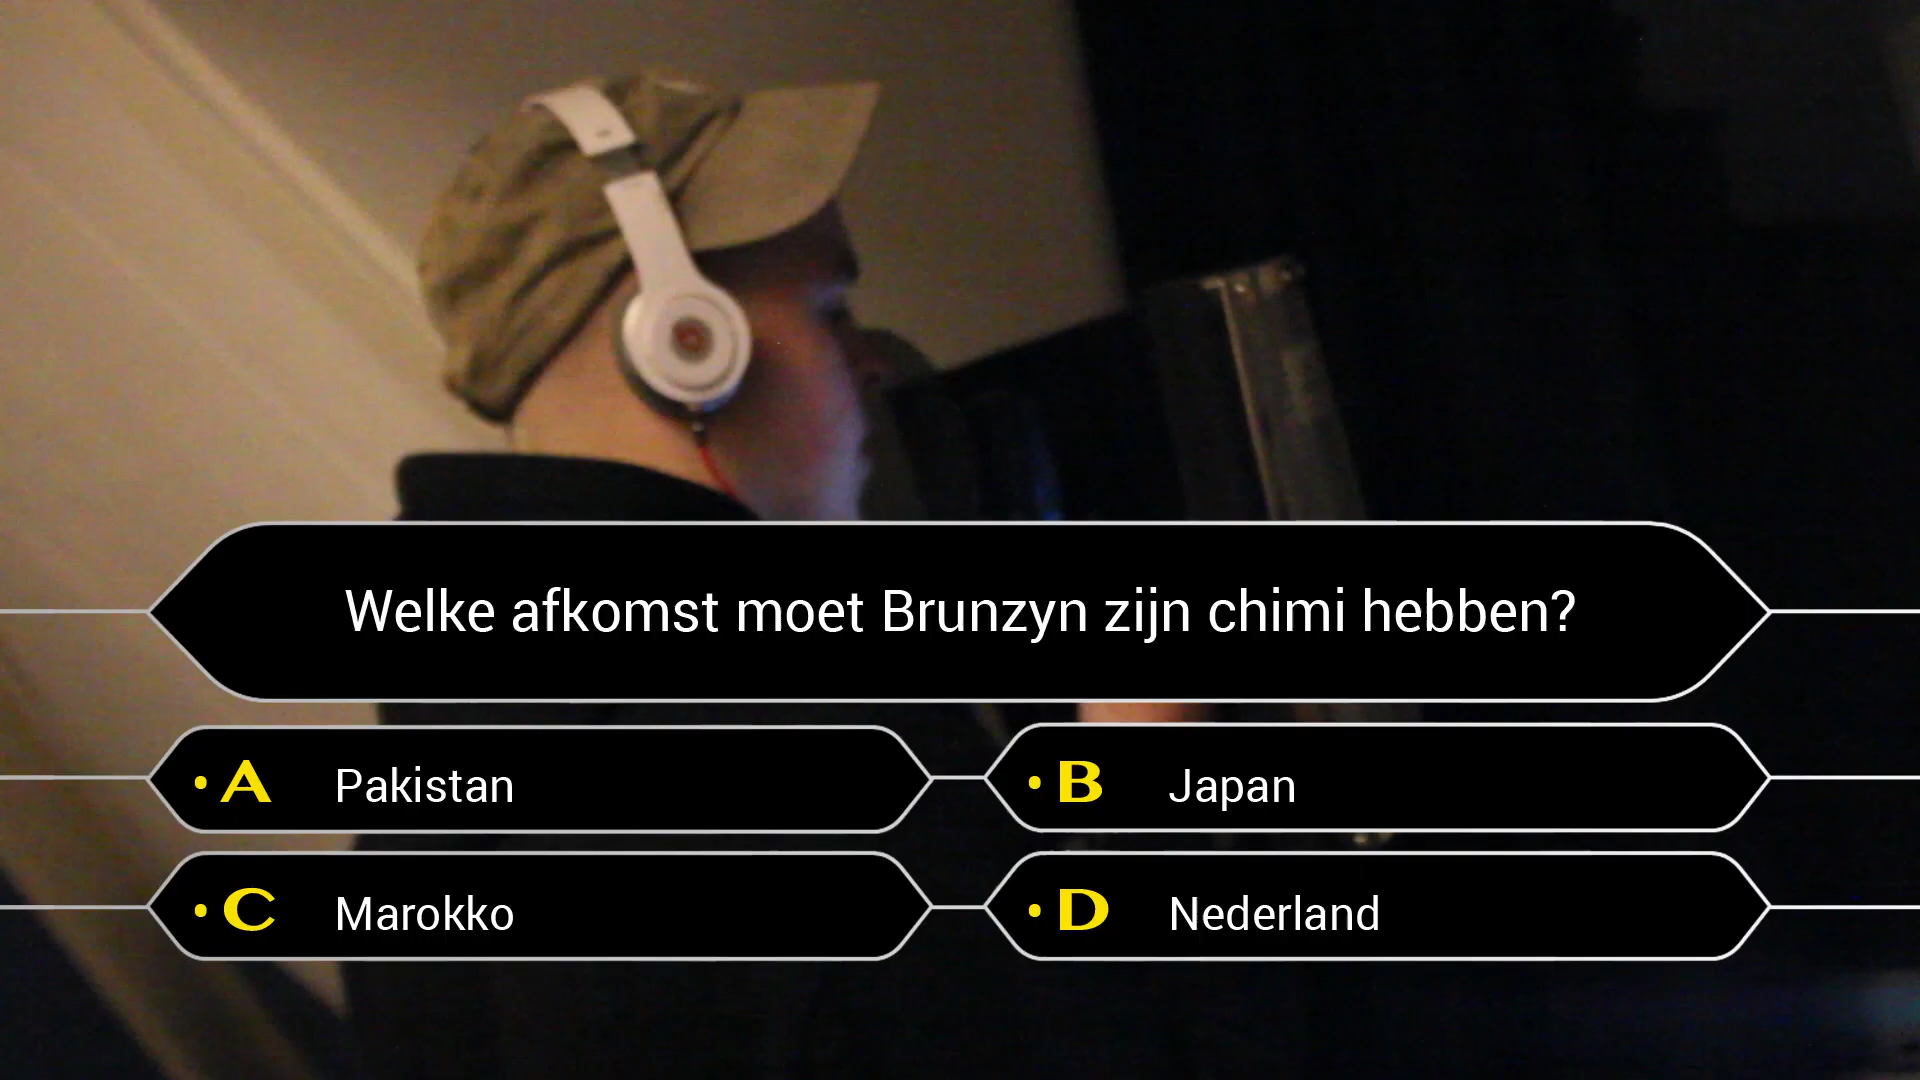 Welke afkomst moet Brunzyn zijn chimi hebben?
• A Pakistan
• B Japan
• C Marokko
• D Nederland